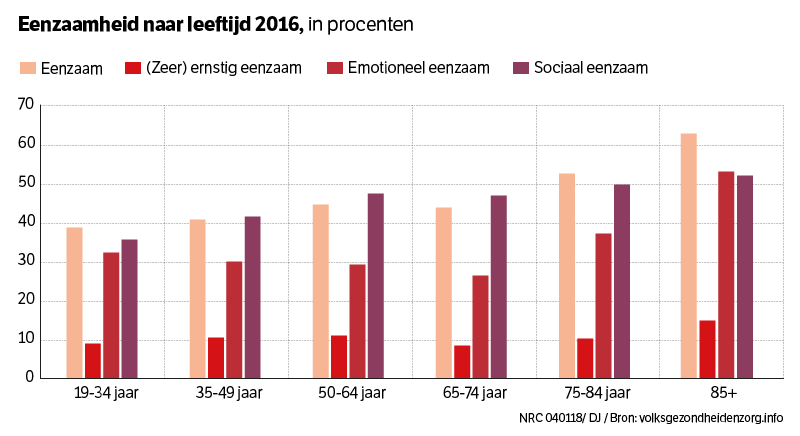 Eenzaamheid naar leeftijd 2016, in procenten
Eenzaam (Zeer) ernstig eenzaam Emotioneel eenzaam Sociaal eenzaam
70
60
50
40
30
20
10
0
19-34 jaar 35-49 jaar 50-64 jaar 65-74 jaar 75-84 jaar 85+
NRC 040118/ DJ / Bron: volksgezondheidenzorg.info